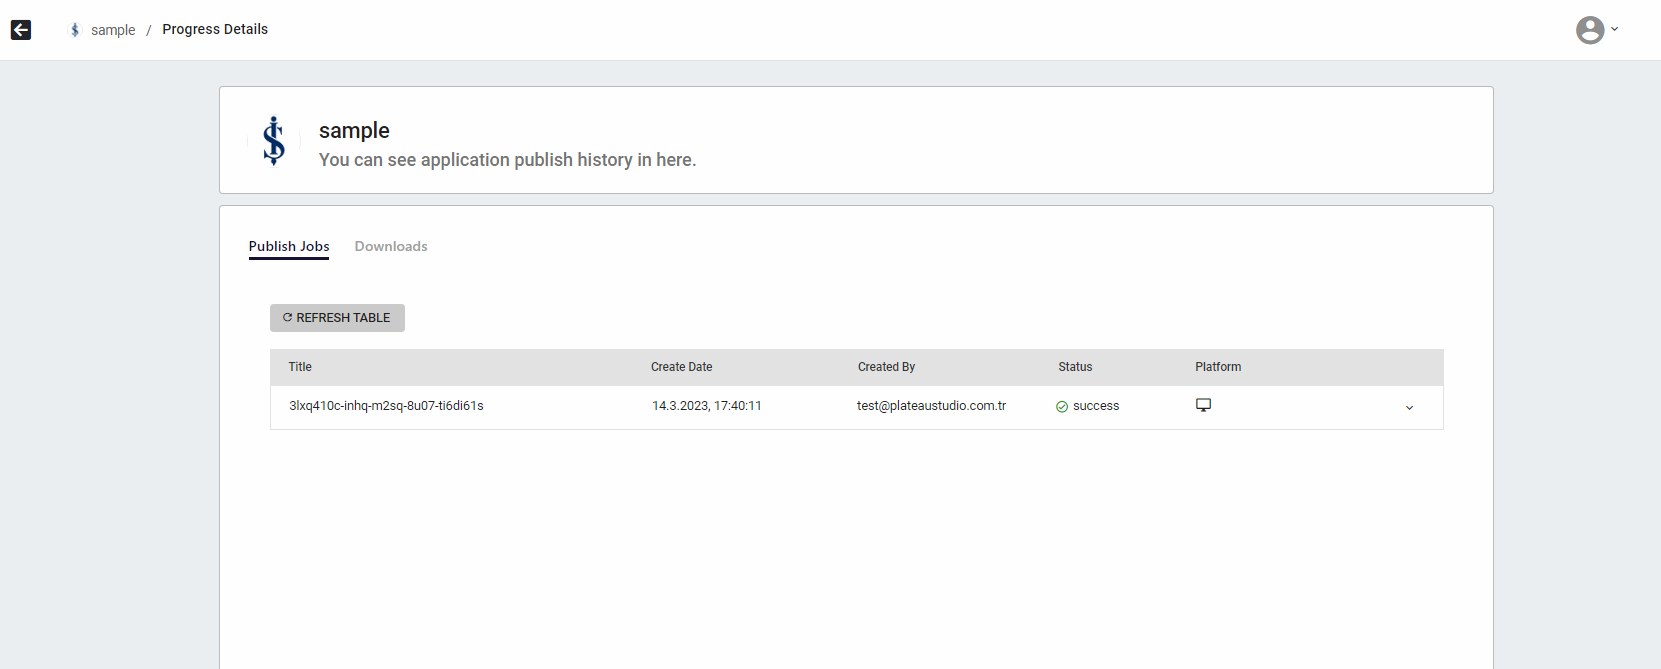 sample / Progress Details
sample
You can see application publish history in here.
Publish Jobs Downloads
REFRESH TABLE
Title Create Date Created By Status Platform
3lxq410c-inhq-m2sq-8u07-ti6di61s 14.3.2023, 17:40:11 test@plateaustudio.com.tr success